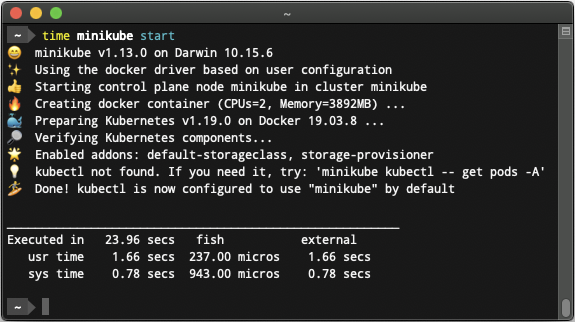 ~
~ time minikube start
😄 minikube v1.13.0 on Darwin 10.15.6
✨ Using the docker driver based on user configuration
👍 Starting control plane node minikube in cluster minikube
🔥 Creating docker container (CPUs=2, Memory=3892MB) ...
🐳 Preparing Kubernetes v1.19.0 on Docker 19.03.8 ...
🔎 Verifying Kubernetes components...
🌟 Enabled addons: default-storageclass, storage-provisioner
💡 kubectl not found. If you need it, try: 'minikube kubectl -- get pods -A'
🏄 Done! kubectl is now configured to use "minikube" by default
Executed in 23.96 secs fish external
usr time 1.66 secs 237.00 micros 1.66 secs
sys time 0.78 secs 943.00 micros 0.78 secs
~